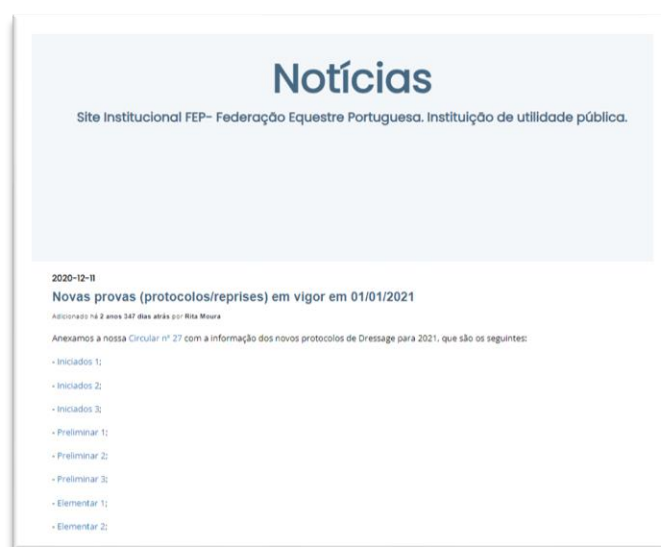 Notícias
Site Institucional FEP- Federação Equestre Portuguesa. Instituição de utilidade pública.
2020-12-11
Novas provas (protocolos/reprises) em vigor em 01/01/2021
Adicionado há 2 anos 347 dias atrás por Rita Moura
Anexamos a nossa Circular nº 27 com a informação dos novos protocolos de Dressage para 2021, que são os seguintes:
- Iniciados 1;
- Iniciados 2;
- Iniciados 3;
- Preliminar 1;
- Preliminar 2;
- Preliminar 3;
- Elementar 1;
- Elementar 2;